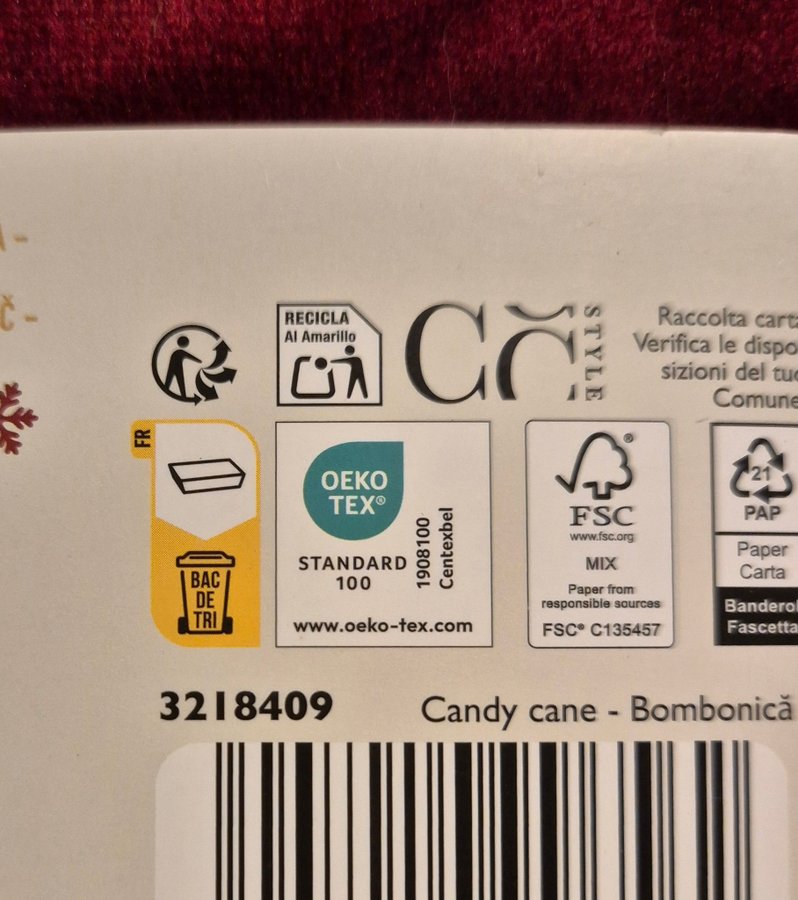 RECICLA
Al Amarillo
STYLE
Raccolta carta
Verifica le dispo
sizioni del tuo
Comune
FR
BAC
DE
TRI
OEKO
TEX®
STANDARD
100
1908100
Centexbel
www.oeko-tex.com
®
FSC
www.fsc.org
MIX
Paper from
responsible sources
FSC® C135457
21
PAP
Paper
Carta
Banderol
Fascetta
3218409
Candy cane - Bombonică